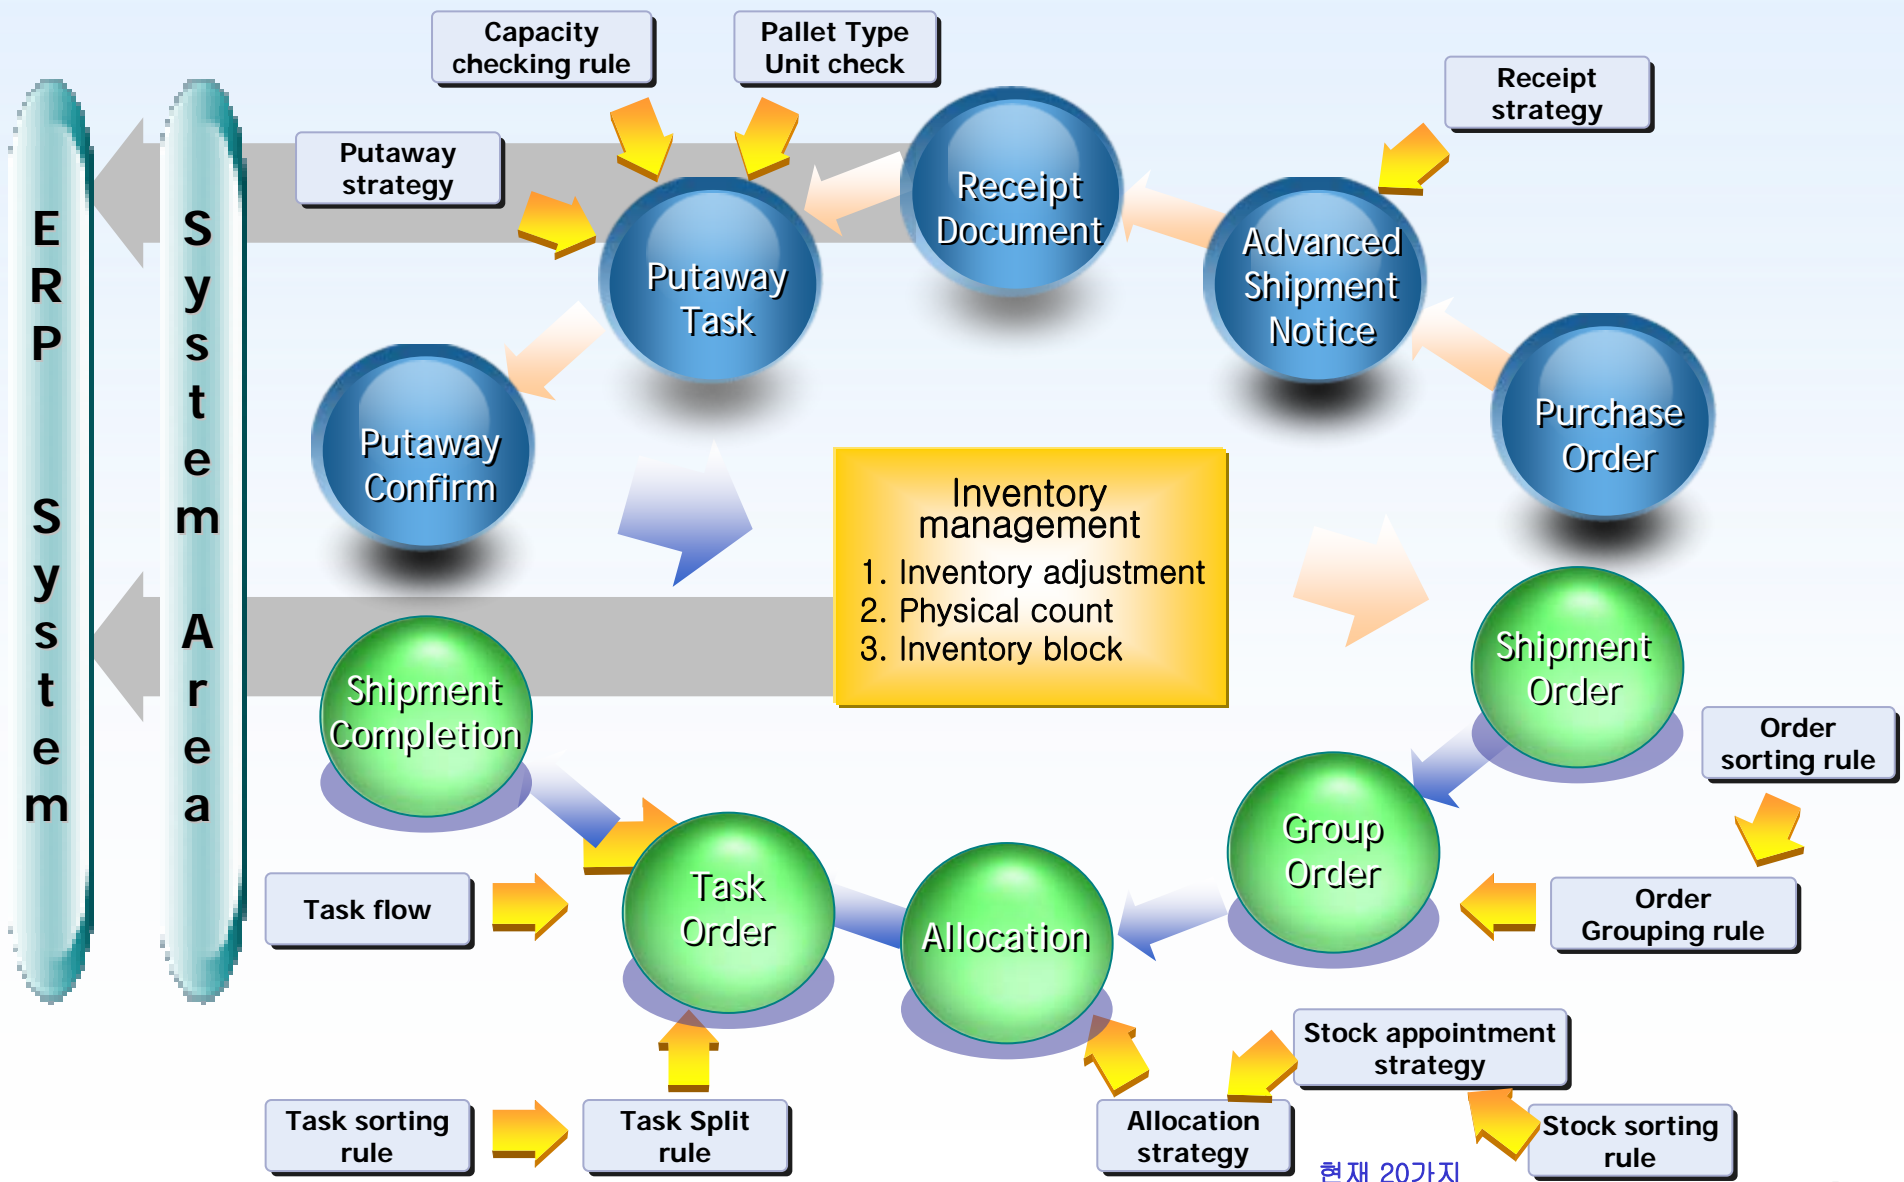 Capacity
checking rule
Pallet Type
Unit check
Receipt
strategy
Putaway
strategy
Receipt
Document
Advanced
Shipment
Notice
Putaway
Task
Purchase
Order
Putaway
Confirm
ERP System
System Area
Inventory
management
1. Inventory adjustment
2. Physical count
3. Inventory block
Shipment
Order
Shipment
Completion
Order
sorting rule
Group
Order
Task
Order
Allocation
Task flow
Order
Grouping rule
Stock appointment
strategy
Task sorting
rule
Task Split
rule
Allocation
strategy
Stock sorting
rule
현재 20가지